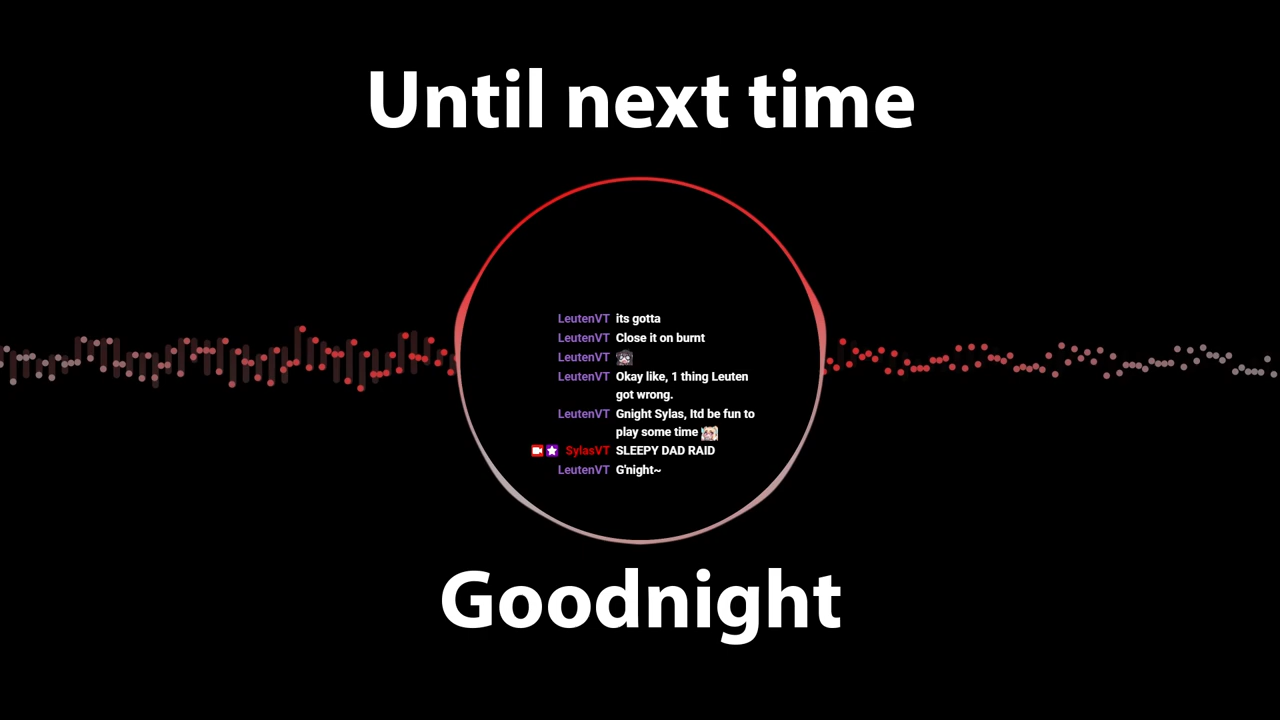 Until next time
LeutenVT its gotta
LeutenVT Close it on burnt
LeutenVT
LeutenVT Okay like, 1 thing Leuten
got wrong.
LeutenVT Gnight Sylas, Itd be fun to
play some time
SylasVT SLEEPY DAD RAID
LeutenVT G'night~
Goodnight